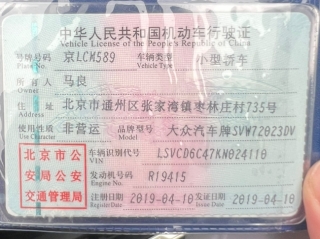 中华人民共和国机动车行驶证
Vehicle License of the People's Republic of China
号牌号码 京LCM589 车辆类型 小型轿车
Plate No. Vehicle Type
所有人 马良
Owner
住址 北京市通州区张家湾镇枣林庄村735号
Address
使用性质 非营运 品牌型号 大众汽车牌SVW72023DV
Use Character Model
北京市公 车辆识别代号 LSVCD6C47KN024110
VIN
安局公安 发动机号码 R19415
Engine No.
交通管理局 注册日期 2019-04-10 发证日期 2019-04-10
Register Date Issue Date